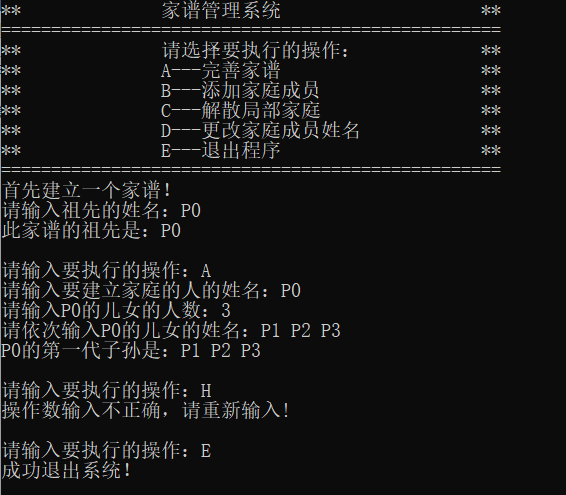 **              家谱管理系统                    **
==================================================
**              请选择要执行的操作:             **
**              A---完善家谱                    **
**              B---添加家庭成员                **
**              C---解散局部家庭                **
**              D---更改家庭成员姓名            **
**              E---退出程序                    **
==================================================
首先建立一个家谱!
请输入祖先的姓名: P0
此家谱的祖先是: P0
请输入要执行的操作: A
请输入要建立家庭的人的姓名: P0
请输入P0的儿女的人数: 3
请依次输入P0的儿女的姓名: P1 P2 P3
P0的第一代子孙是: P1 P2 P3
请输入要执行的操作: H
操作数输入不正确，请重新输入!
请输入要执行的操作: E
成功退出系统!